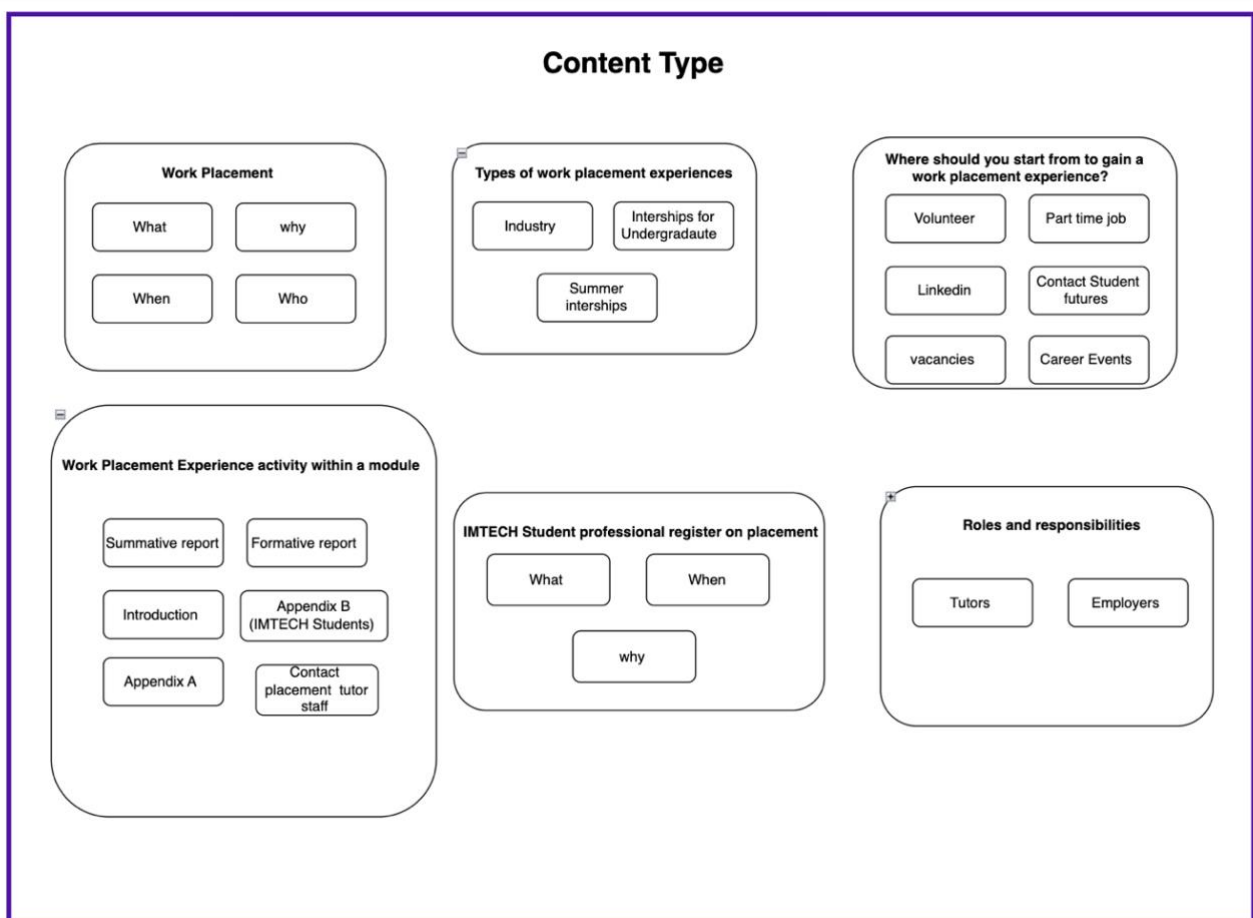 Content Type
Work Placement
What
why
When
Who
Types of work placement experiences
Industry
Interships for
Undergradaute
Summer
interships
Where should you start from to gain a
work placement experience?
Volunteer
Part time job
Linkedin
Contact Student
futures
vacancies
Career Events
Work Placement Experience activity within a module
Summative report
Formative report
Introduction
Appendix B
(IMTECH Students)
Appendix A
Contact
placement tutor
staff
IMTECH Student professional register on placement
What
When
why
Roles and responsibilities
Tutors
Employers